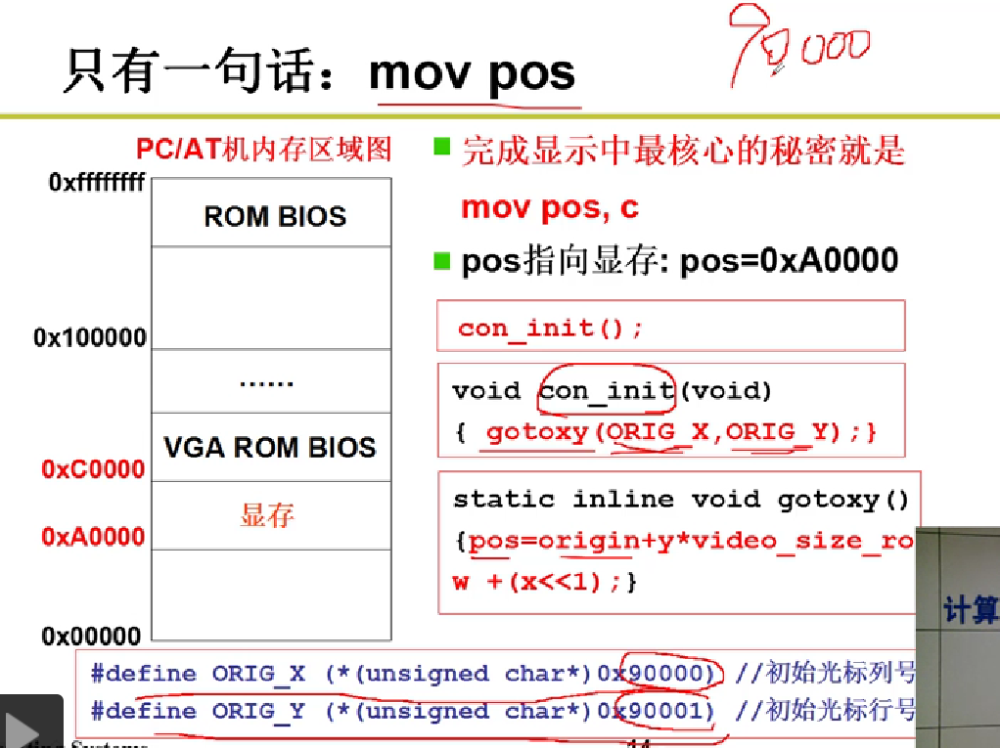 90000
只有一句话：mov pos
PC/AT机内存区域图
0xffffffff
ROM BIOS
0x100000
……
VGA ROM BIOS
0xC0000
显存
0xA0000
0x00000
完成显示中最核心的秘密就是
mov pos, c
pos指向显存: pos=0xA0000
con_init();
void con_init(void)
{ gotoxy(ORIG_X,ORIG_Y);}
static inline void gotoxy()
{pos=origin+y*video_size_ro
w +(x<<1);}
计算
#define ORIG_X (*(unsigned char*)0x90000) //初始光标列号
#define ORIG_Y (*(unsigned char*)0x90001) //初始光标行号
14